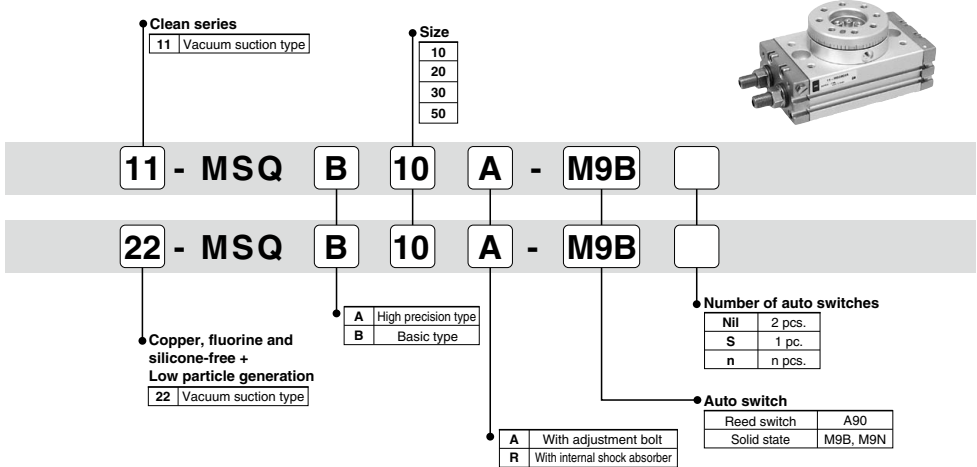 Clean series
11 Vacuum suction type
Size
10
20
30
50
11 - MSQ B 10 A - M9B
22 - MSQ B 10 A - M9B
Copper, fluorine and
silicone-free +
Low particle generation
22 Vacuum suction type
A High precision type
B Basic type
A With adjustment bolt
R With internal shock absorber
Number of auto switches
Nil 2 pcs.
S 1 pc.
n n pcs.
Auto switch
Reed switch A90
Solid state M9B, M9N